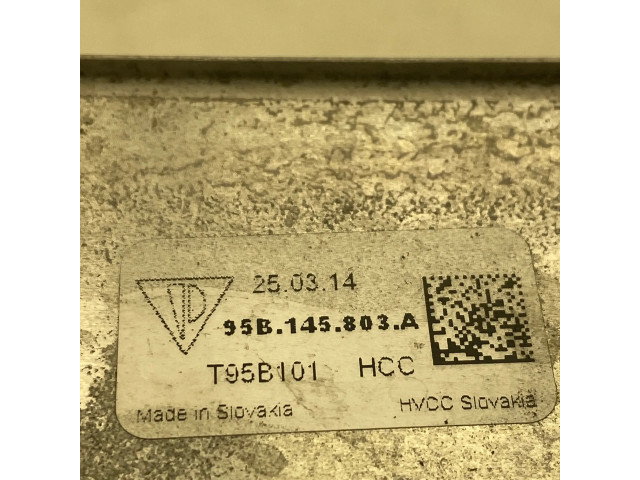 25.03.14
95B.145.803.A
T95B101 HCC
Made in Slovakia HVCC Slovakia